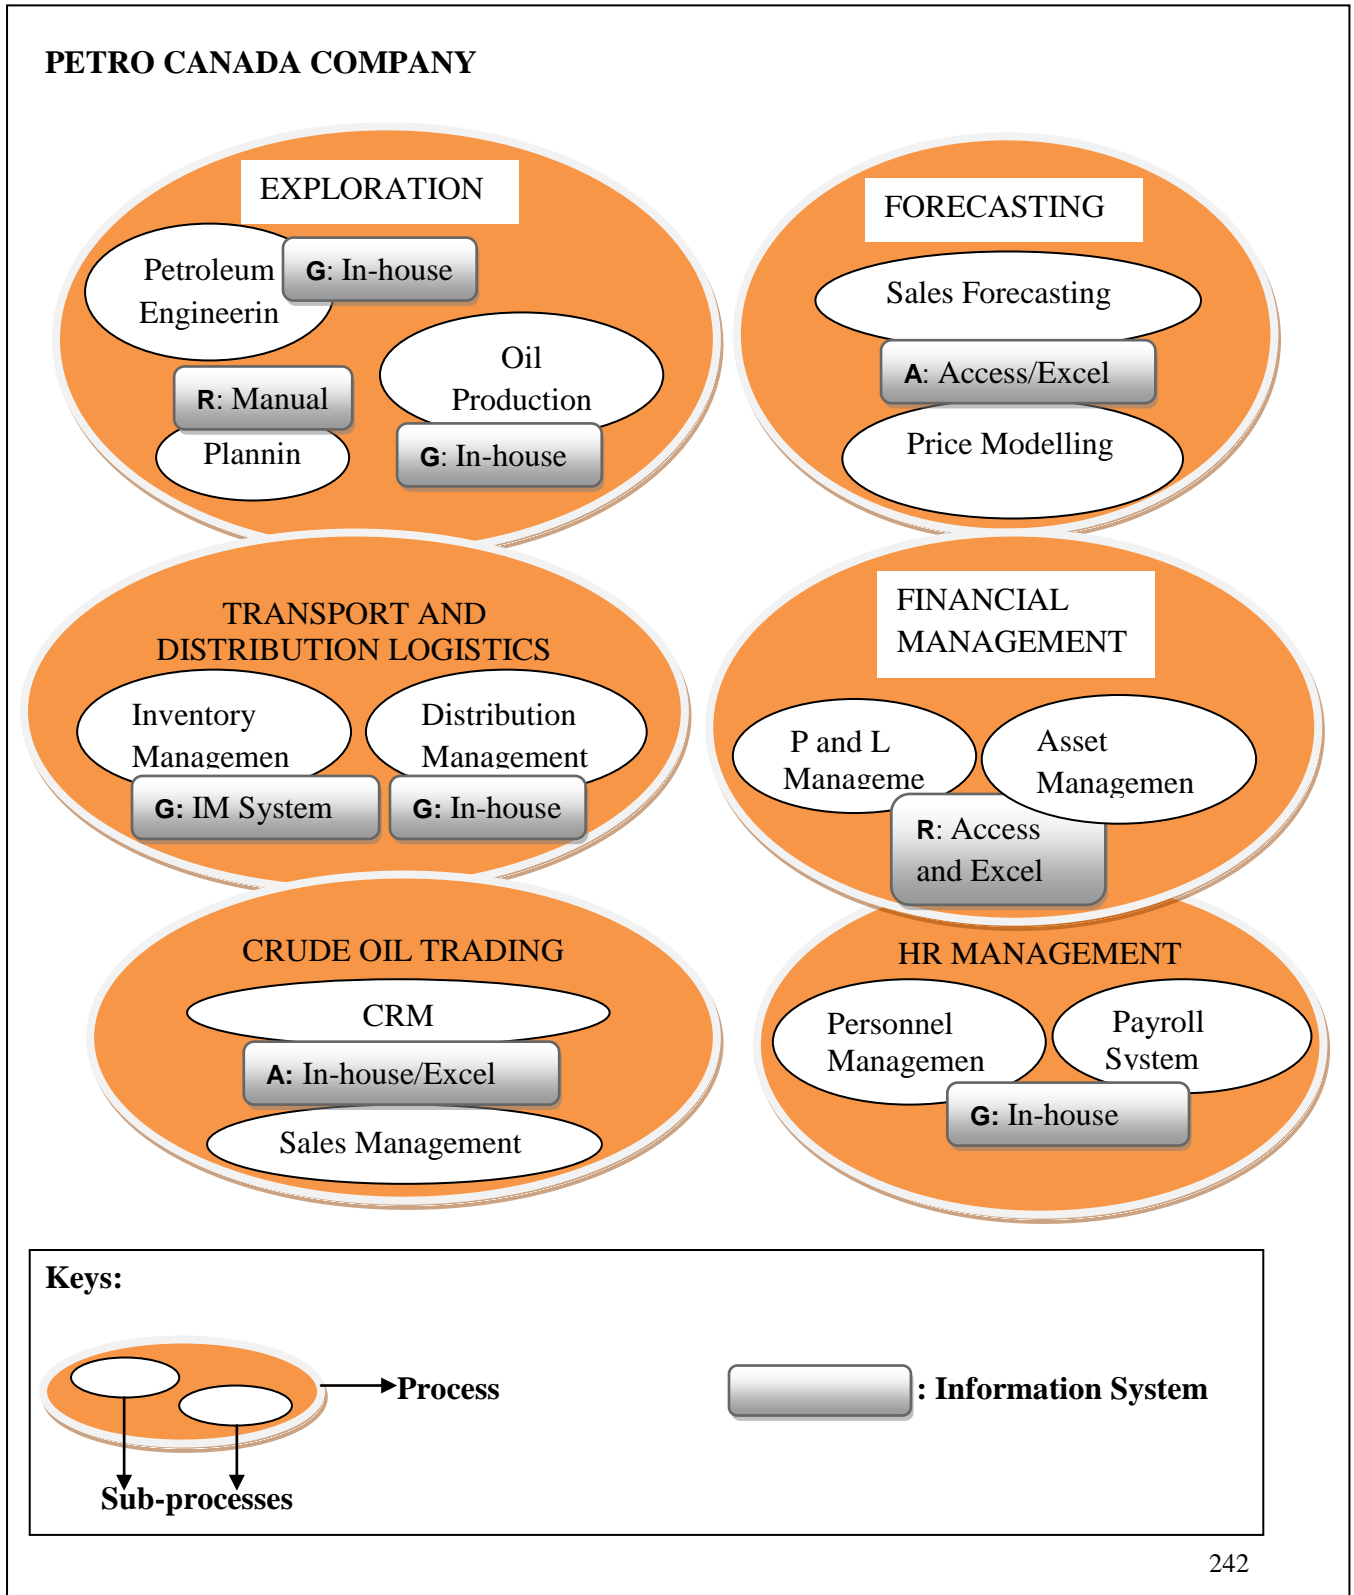 PETRO CANADA COMPANY
EXPLORATION
Petroleum
Engineerin
G: In-house
Oil
Production
G: In-house
R: Manual
Plannin
FORECASTING
Sales Forecasting
A: Access/Excel
Price Modelling
TRANSPORT AND
DISTRIBUTION LOGISTICS
Inventory
Managemen
G: IM System
Distribution
Management
G: In-house
FINANCIAL
MANAGEMENT
P and L
Manageme
Asset
Managemen
R: Access
and Excel
CRUDE OIL TRADING
CRM
A: In-house/Excel
Sales Management
HR MANAGEMENT
Personnel
Managemen
Payroll
System
G: In-house
Keys:
Process
: Information System
Sub-processes
242